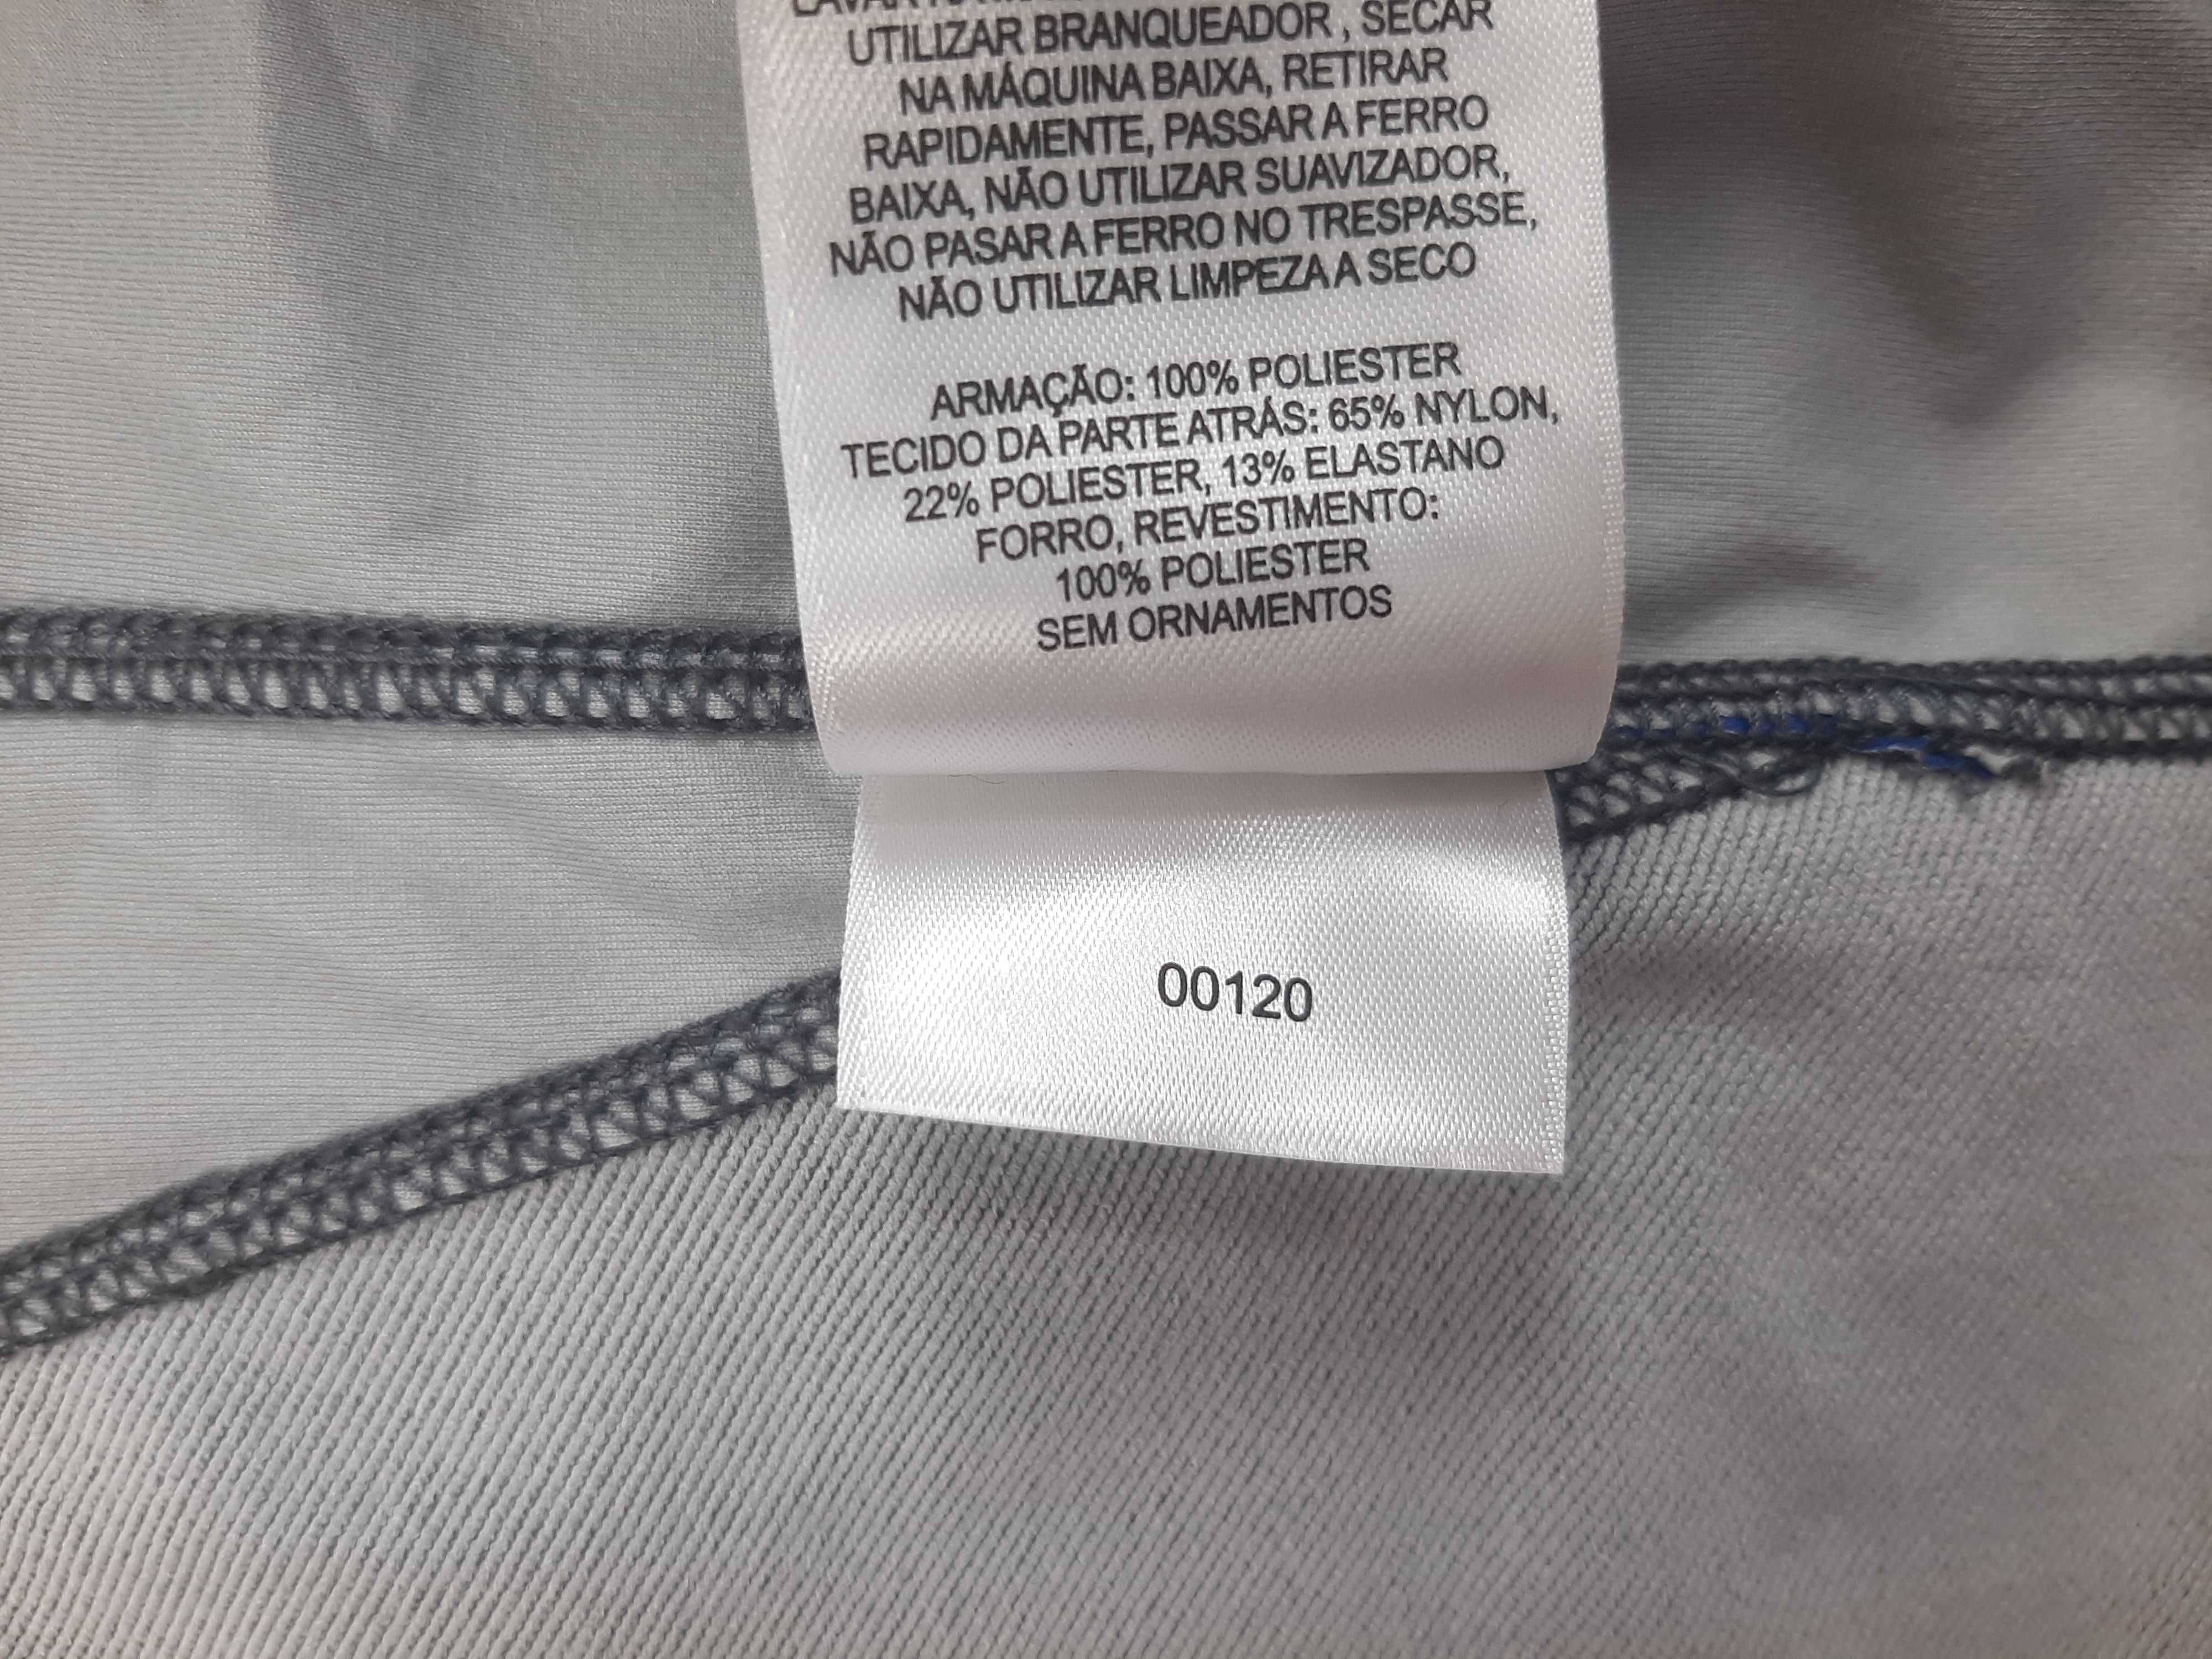 UTILIZAR BRANQUEADOR , SECAR
NA MÁQUINA BAIXA, RETIRAR
RAPIDAMENTE, PASSAR A FERRO
BAIXA, NÃO UTILIZAR SUAVIZADOR,
NÃO PASAR A FERRO NO TRESPASSE,
NÃO UTILIZAR LIMPEZA A SECO
ARMAÇÃO: 100% POLIESTER
TECIDO DA PARTE ATRÁS: 65% NYLON,
22% POLIESTER, 13% ELASTANO
FORRO, REVESTIMENTO:
100% POLIESTER
SEM ORNAMENTOS
00120